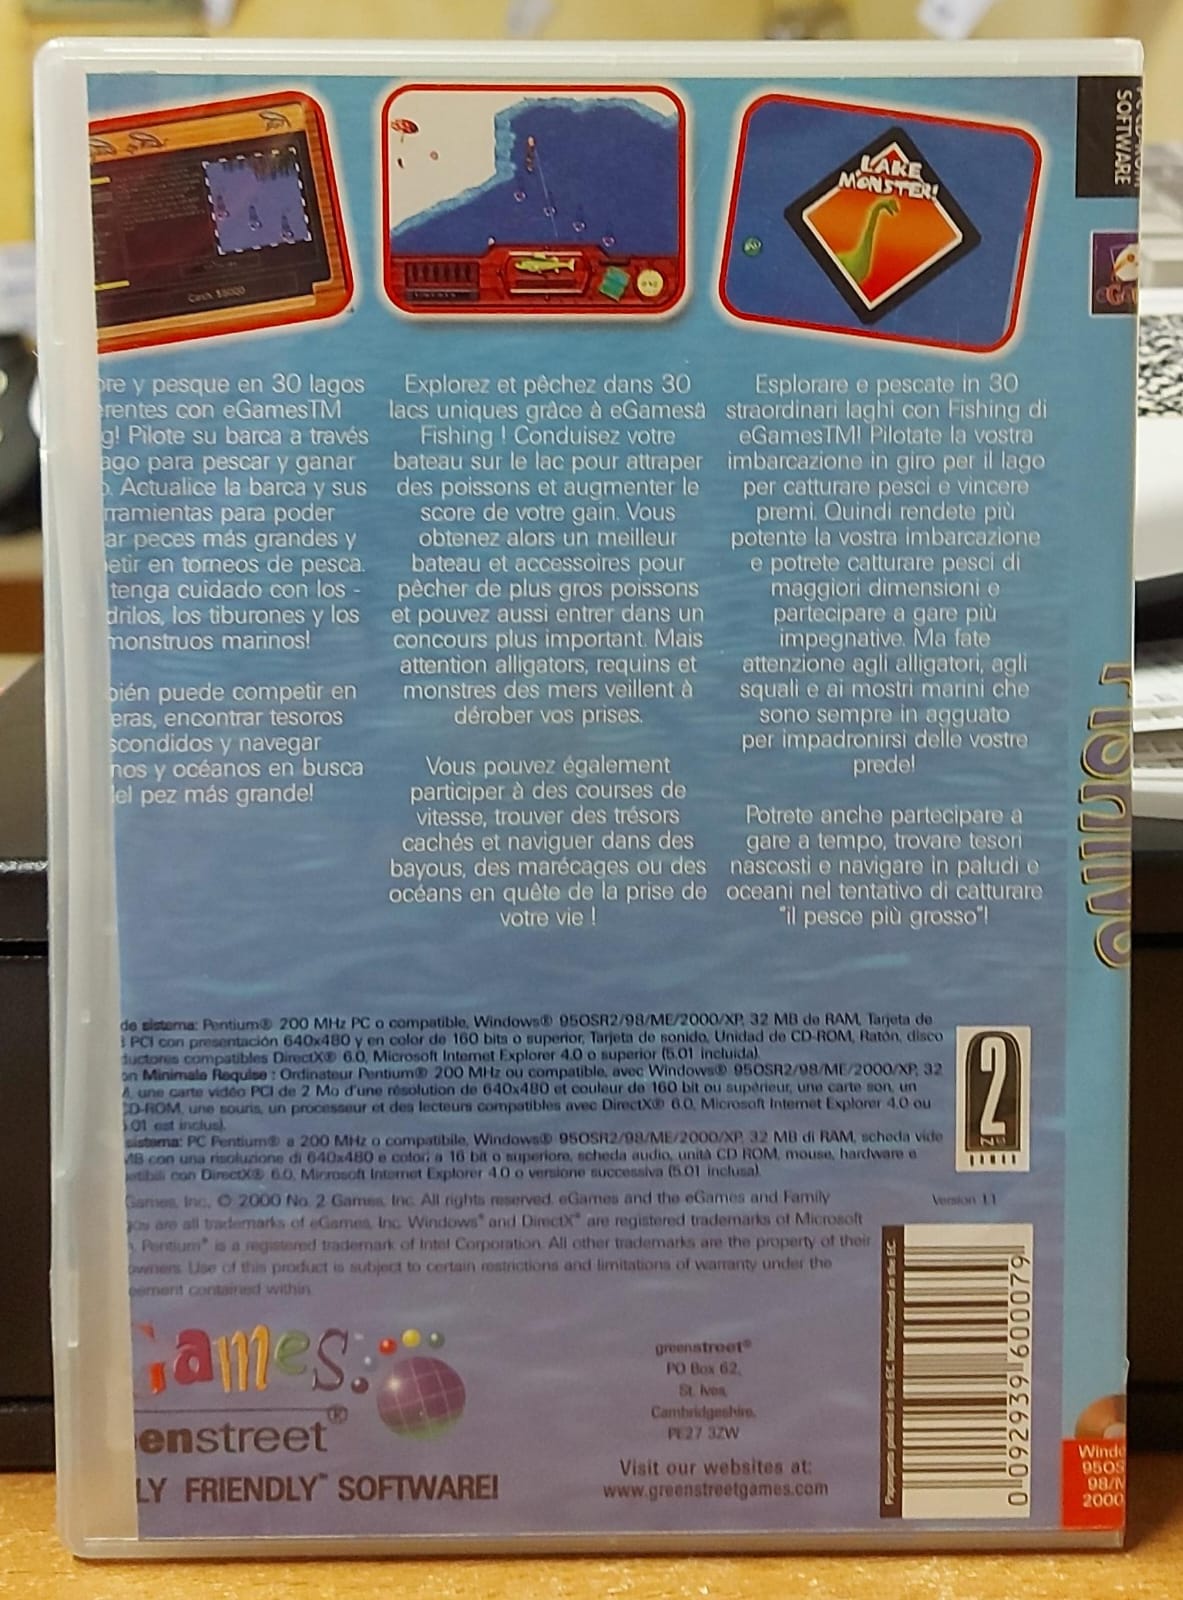 SOFTWARE
LAKE
MONSTER!
Cash: $5000
y pesque en 30 lagos
con eGamesTM
Pilote su barca a través
para pescar y ganar
Actualice la barca y sus
para poder
peces más grandes y
en torneos de pesca.
tenga cuidado con los -
los tiburones y los
monstruos marinos!
puede competir en
encontrar tesoros
y navegar
y océanos en busca
pez más grande!
Explorez et pêchez dans 30
lacs uniques grâce à eGamesä
Fishing ! Conduisez votre
bateau sur le lac pour attraper
des poissons et augmenter le
score de votre gain. Vous
obtenez alors un meilleur
bateau et accessoires pour
pêcher de plus gros poissons
et pouvez aussi entrer dans un
concours plus important. Mais
attention alligators, requins et
monstres des mers veillent à
dérober vos prises.
Vous pouvez également
participer à des courses de
vitesse, trouver des trésors
cachés et naviguer dans des
bayous, des marécages ou des
océans en quête de la prise de
votre vie !
Esplorare e pescate in 30
straordinari laghi con Fishing di
eGamesTM! Pilotate la vostra
imbarcazione in giro per il lago
per catturare pesci e vincere
premi. Quindi rendete più
potente la vostra imbarcazione
e potrete catturare pesci di
maggiori dimensioni e
partecipare a gare più
impegnative. Ma fate
attenzione agli alligatori, agli
squali e ai mostri marini che
sono sempre in agguato
per impadronirsi delle vostre
prede!
Potrete anche partecipare a
gare a tempo, trovare tesori
nascosti e navigare in paludi e
oceani nel tentativo di catturare
"il pesce più grosso"!
de sistema: Pentium® 200 MHz PC o compatible, Windows® 95OSR2/98/ME/2000/XP, 32 MB de RAM, Tarjeta de
PCI con presentación 640x480 y en color de 160 bits o superior, Tarjeta de sonido, Unidad de CD-ROM, Ratón, disco
compatibles DirectX® 6.0, Microsoft Internet Explorer 4.0 o superior (5.01 incluida).
Minimale Requise : Ordinateur Pentium® 200 MHz ou compatible, avec Windows® 95OSR2/98/ME/2000/XP, 32
une carte vidéo PCI de 2 Mo d'une résolution de 640x480 et couleur de 160 bit ou supérieur, une carte son, un
CD-ROM, une souris, un processeur et des lecteurs compatibles avec DirectX® 6.0, Microsoft Internet Explorer 4.0 ou
est inclus).
sistema: PC Pentium® a 200 MHz o compatibile, Windows® 95OSR2/98/ME/2000/XP, 32 MB di RAM, scheda vide
MB con una risoluzione di 640x480 e colori a 16 bit o superiore, scheda audio, unità CD ROM, mouse, hardware e
con DirectX® 6.0, Microsoft Internet Explorer 4.0 o versione successiva (5.01 inclusa).
Games, Inc. © 2000 No. 2 Games, Inc. All rights reserved. eGames and the eGames and Family
are all trademarks of eGames, Inc. Windows® and DirectX® are registered trademarks of Microsoft
Pentium® is a registered trademark of Intel Corporation. All other trademarks are the property of their
owners. Use of this product is subject to certain restrictions and limitations of warranty under the
contained within.
2
Version 1.1
Games
enstreet®
LY FRIENDLY™ SOFTWARE!
greenstreet®
PO Box 62,
St. Ives,
Cambridgeshire,
PE27 3ZW
Visit our websites at:
www.greenstreetgames.com
Paperparts printed in the EC. Manufactured in the EC.
0 092939 600079
FISHING
95OS
98/M
2000